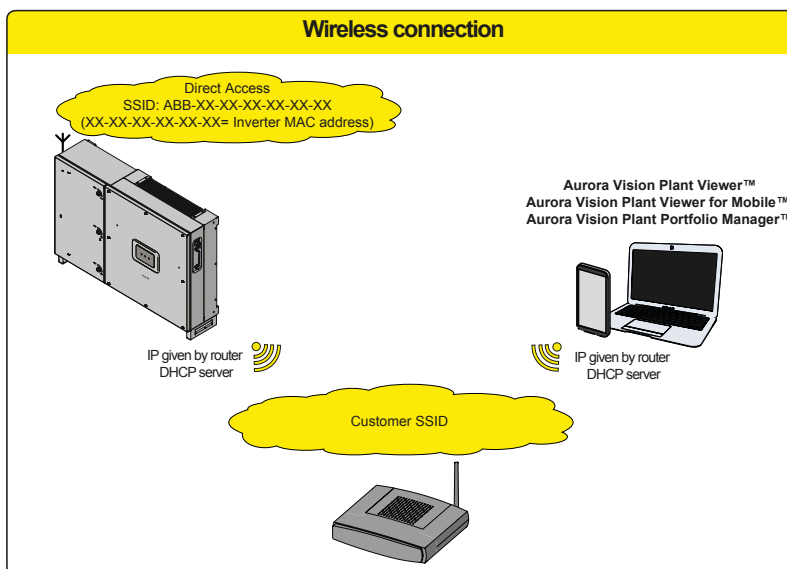 Wireless connection
Direct Access
SSID: ABB-XX-XX-XX-XX-XX-XX
(XX-XX-XX-XX-XX-XX= Inverter MAC address)
Aurora Vision Plant Viewer™
Aurora Vision Plant Viewer for Mobile™
Aurora Vision Plant Portfolio Manager™
IP given by router
DHCP server
IP given by router
DHCP server
Customer SSID